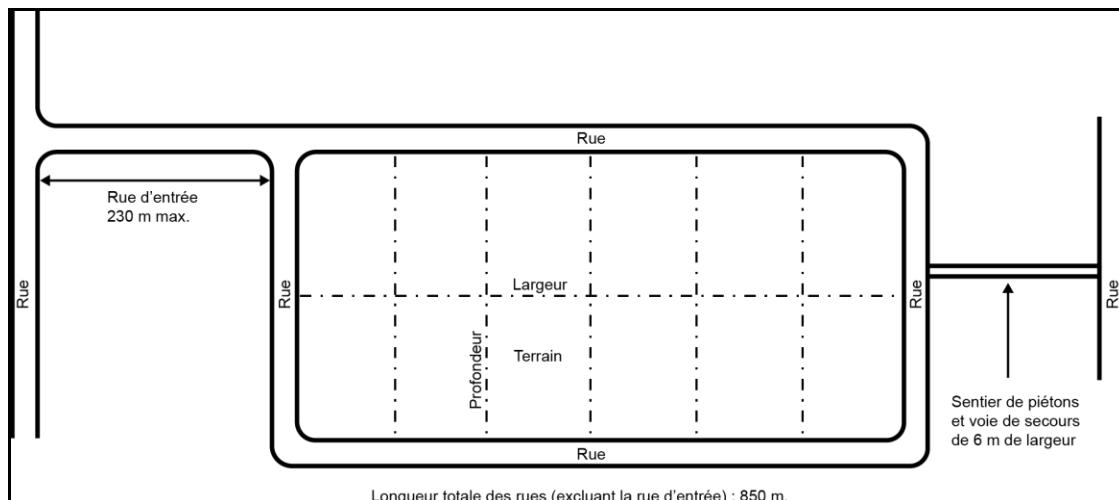 Rue
Rue d'entrée
230 m max.
Rue
Rue
Largeur
Rue
Rue
Profondeur
Terrain
Sentier de piétons
et voie de secours
de 6 m de largeur
Rue
Longueur totale des rues (excluant la rue d'entrée) : 850 m.